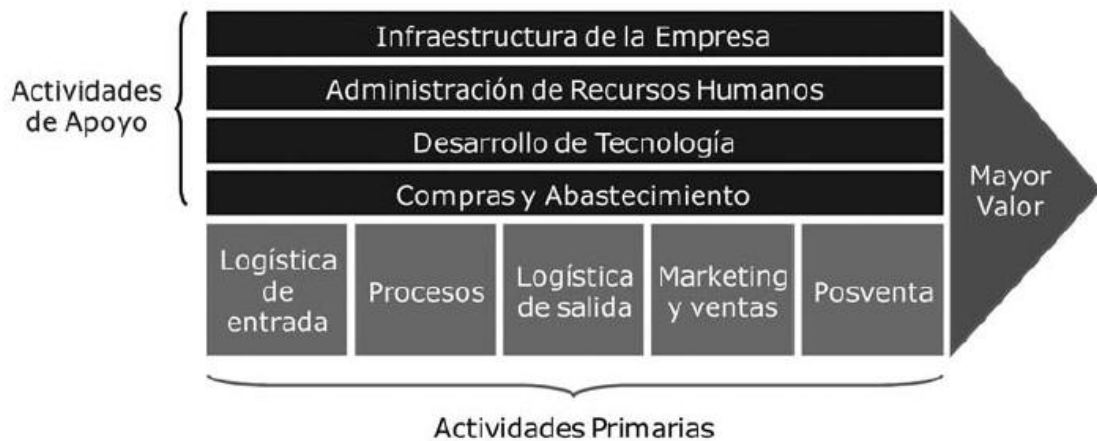 Infraestructura de la Empresa
Actividades
de Apoyo
Administración de Recursos Humanos
Desarrollo de Tecnología
Compras y Abastecimiento
Mayor
Valor
Logística
de
entrada
Procesos
Logística
de salida
Marketing
y ventas
Posventa
Actividades Primarias